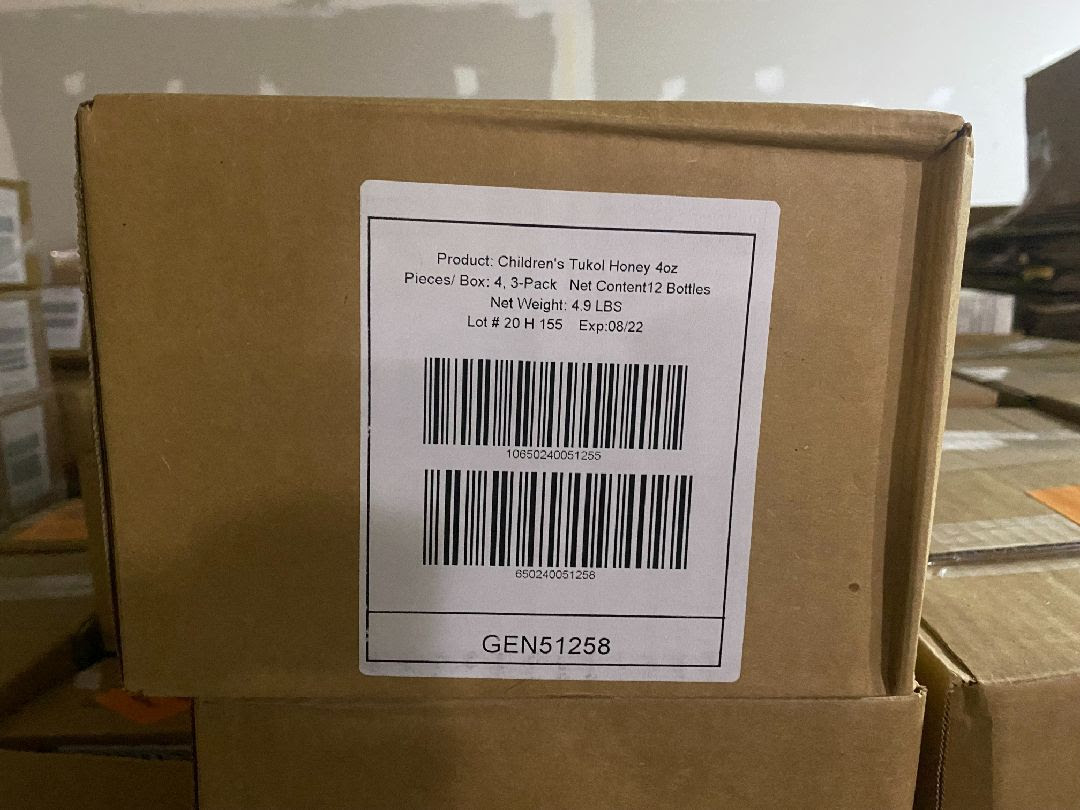 Product: Children's Tukol Honey 4oz
Pieces/ Box: 4, 3-Pack Net Content12 Bottles
Net Weight: 4.9 LBS
Lot # 20 H 155 Exp:08/22
10650240051255
650240051258
GEN51258